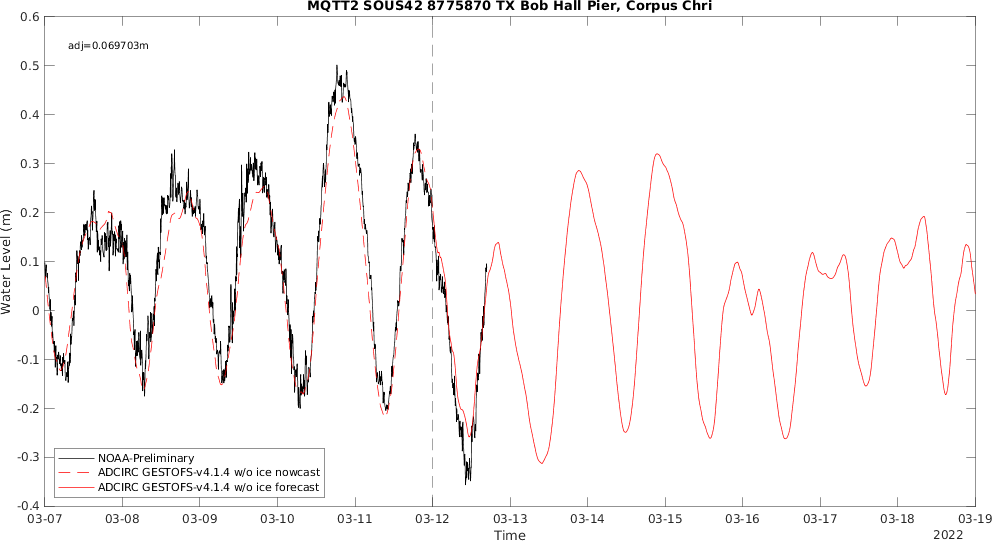 MQTT2 SOUS42 8775870 TX Bob Hall Pier, Corpus Chri
adj=0.069703m
Water Level (m)
0.6
0.5
0.4
0.3
0.2
0.1
0
-0.1
-0.2
-0.3
-0.4
NOAA-Preliminary
ADCIRC GESTOFS-v4.1.4 w/o ice nowcast
ADCIRC GESTOFS-v4.1.4 w/o ice forecast
03-07 03-08 03-09 03-10 03-11 03-12 03-13 03-14 03-15 03-16 03-17 03-18 03-19
Time
2022